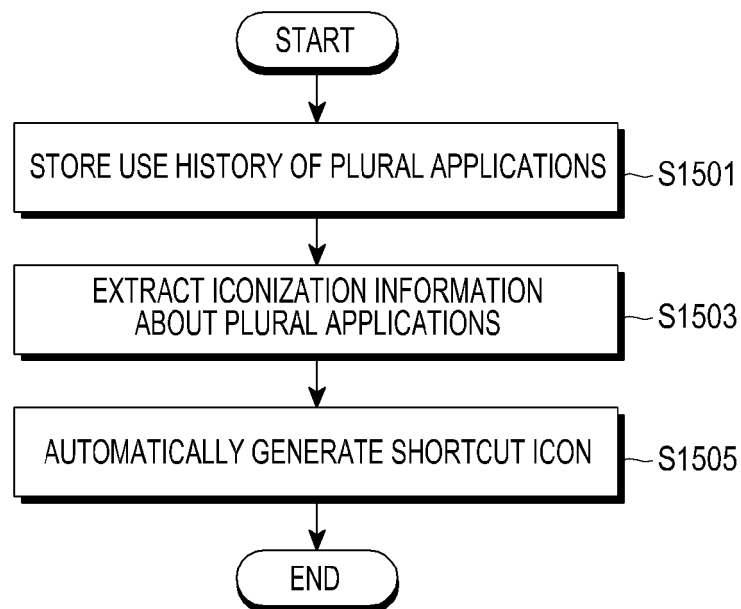 START
STORE USE HISTORY OF PLURAL APPLICATIONS
S1501
EXTRACT ICONIZATION INFORMATION
ABOUT PLURAL APPLICATIONS
S1503
AUTOMATICALLY GENERATE SHORTCUT ICON
S1505
END